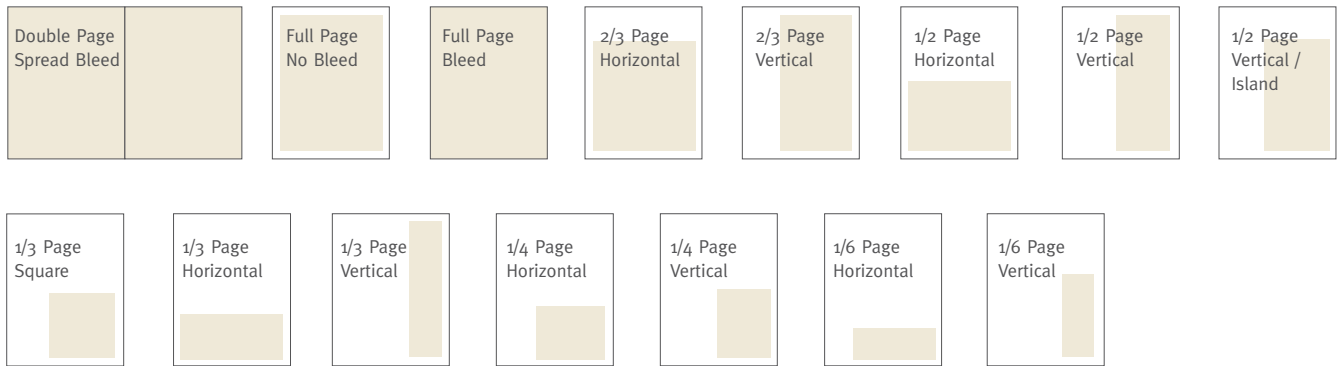 Double Page
Spread Bleed
Full Page
No Bleed
Full Page
Bleed
2/3 Page
Horizontal
2/3 Page
Vertical
1/2 Page
Horizontal
1/2 Page
Vertical
1/2 Page
Vertical /
Island
1/3 Page
Square
1/3 Page
Horizontal
1/3 Page
Vertical
1/4 Page
Horizontal
1/4 Page
Vertical
1/6 Page
Horizontal
1/6 Page
Vertical